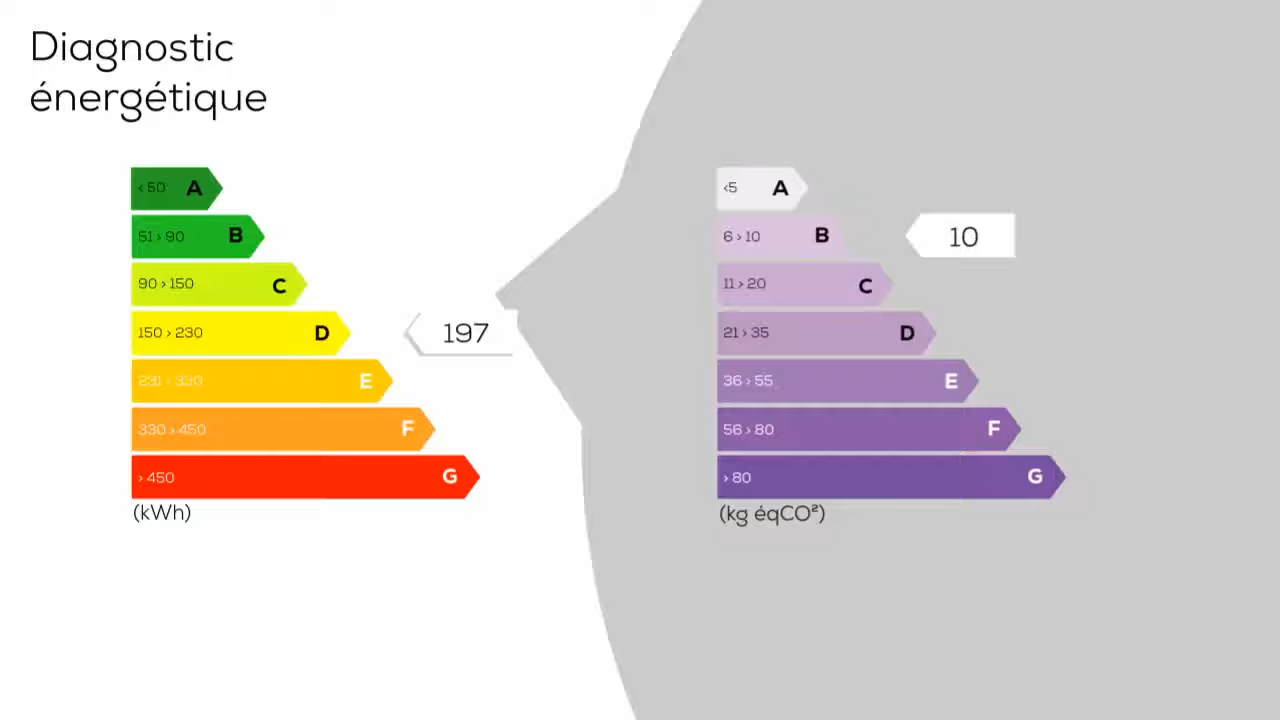 Diagnostic
énergétique
< 50 A
51 > 90 B
90 > 150 C
150 > 230 D
197
231 > 330 E
330 > 450 F
> 450 G
(kWh)
<5 A
6 > 10 B
10
11 > 20 C
21 > 35 D
36 > 55 E
56 > 80 F
> 80 G
(kg éqCO²)